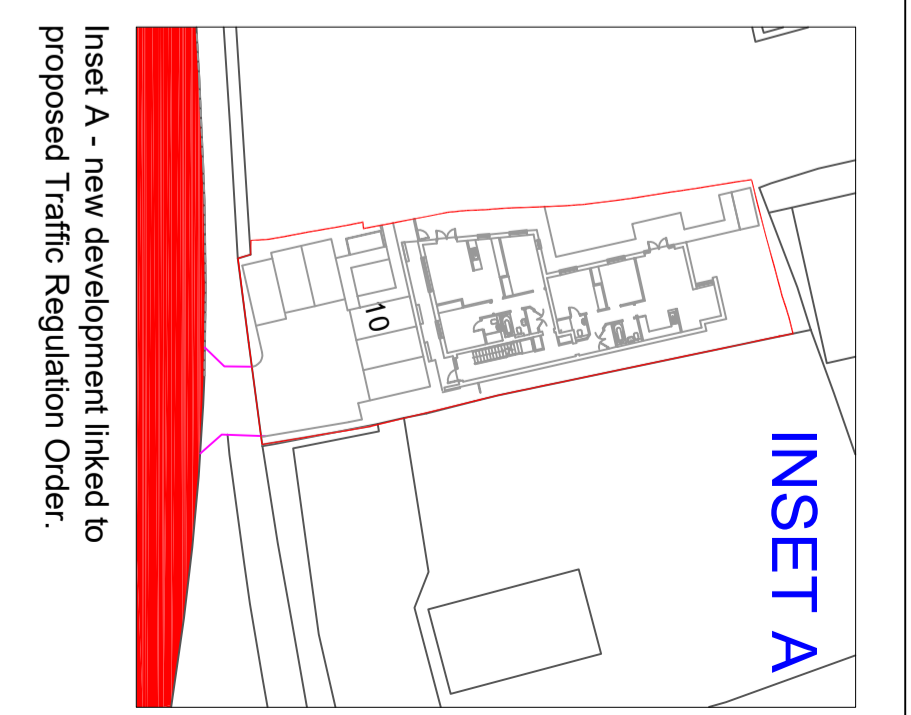 INSET A
10
Inset A - new development linked to
proposed Traffic Regulation Order.